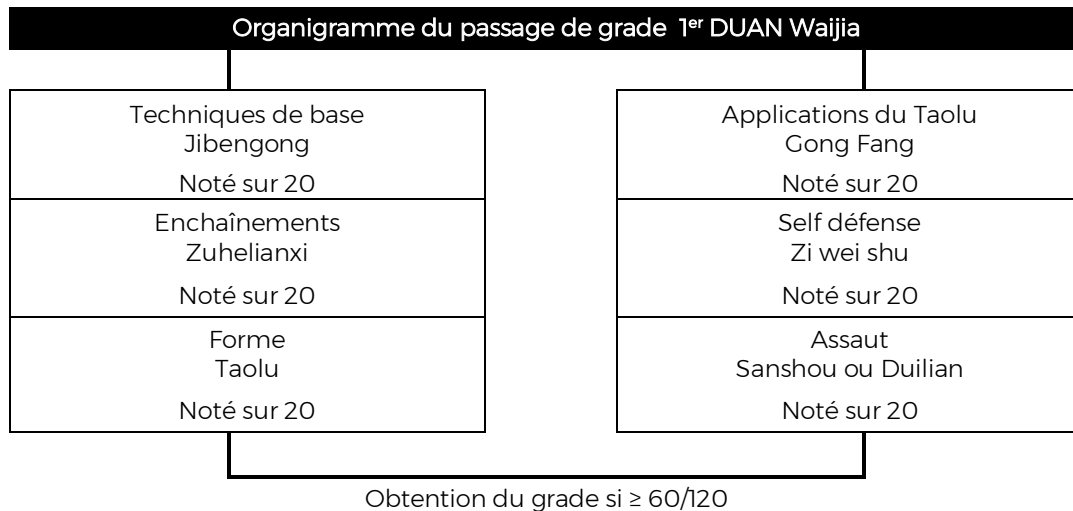 Organigramme du passage de grade 1er DUAN Waijia
Techniques de base
Jibengong
Noté sur 20
Enchaînements
Zuhelianxi
Noté sur 20
Forme
Taolu
Noté sur 20
Applications du Taolu
Gong Fang
Noté sur 20
Self défense
Zi wei shu
Noté sur 20
Assaut
Sanshou ou Duilian
Noté sur 20
Obtention du grade si ≥ 60/120